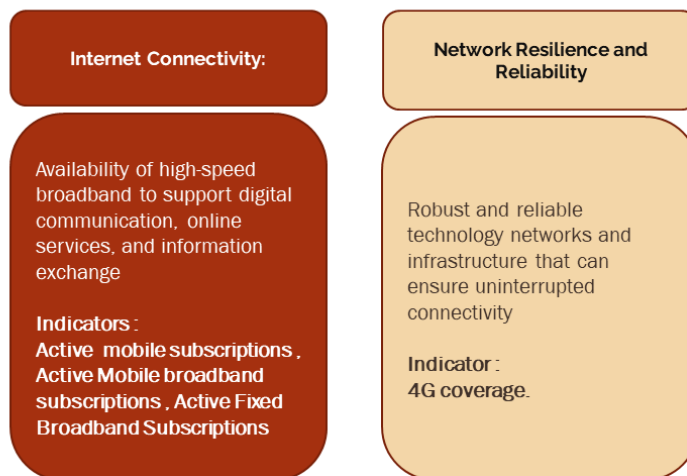 Internet Connectivity:
Availability of high-speed
broadband to support digital
communication, online
services, and information
exchange
Indicators :
Active mobile subscriptions ,
Active Mobile broadband
subscriptions , Active Fixed
Broadband Subscriptions
Network Resilience and
Reliability
Robust and reliable
technology networks and
infrastructure that can
ensure uninterrupted
connectivity
Indicator :
4G coverage.